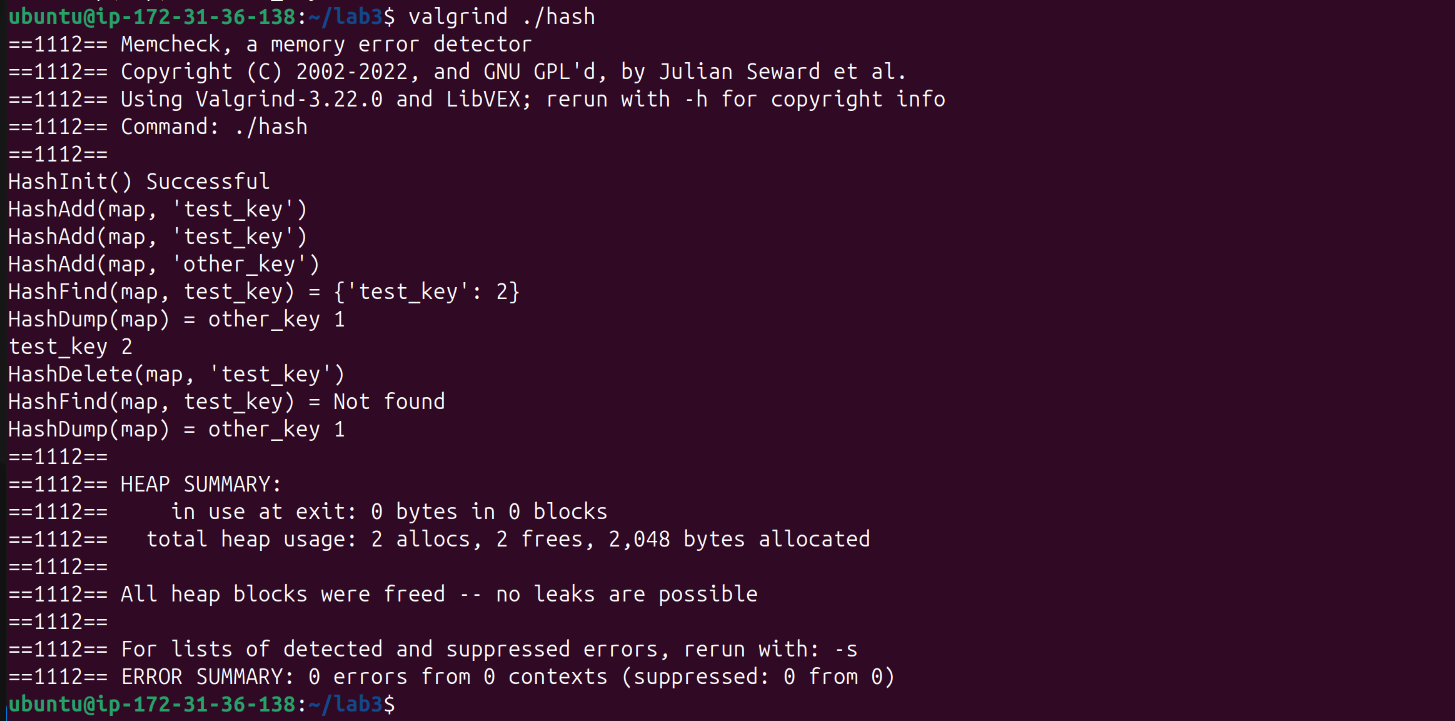 ubuntu@ip-172-31-36-138:~/lab3$ valgrind ./hash
==1112== Memcheck, a memory error detector
==1112== Copyright (C) 2002-2022, and GNU GPL'd, by Julian Seward et al.
==1112== Using Valgrind-3.22.0 and LibVEX; rerun with -h for copyright info
==1112== Command: ./hash
==1112==
HashInit() Successful
HashAdd(map, 'test_key')
HashAdd(map, 'test_key')
HashAdd(map, 'other_key')
HashFind(map, test_key) = {'test_key': 2}
HashDump(map) = other_key 1
test_key 2
HashDelete(map, 'test_key')
HashFind(map, test_key) = Not found
HashDump(map) = other_key 1
==1112==
==1112== HEAP SUMMARY:
==1112==     in use at exit: 0 bytes in 0 blocks
==1112==   total heap usage: 2 allocs, 2 frees, 2,048 bytes allocated
==1112==
==1112== All heap blocks were freed -- no leaks are possible
==1112==
==1112== For lists of detected and suppressed errors, rerun with: -s
==1112== ERROR SUMMARY: 0 errors from 0 contexts (suppressed: 0 from 0)
ubuntu@ip-172-31-36-138:~/lab3$